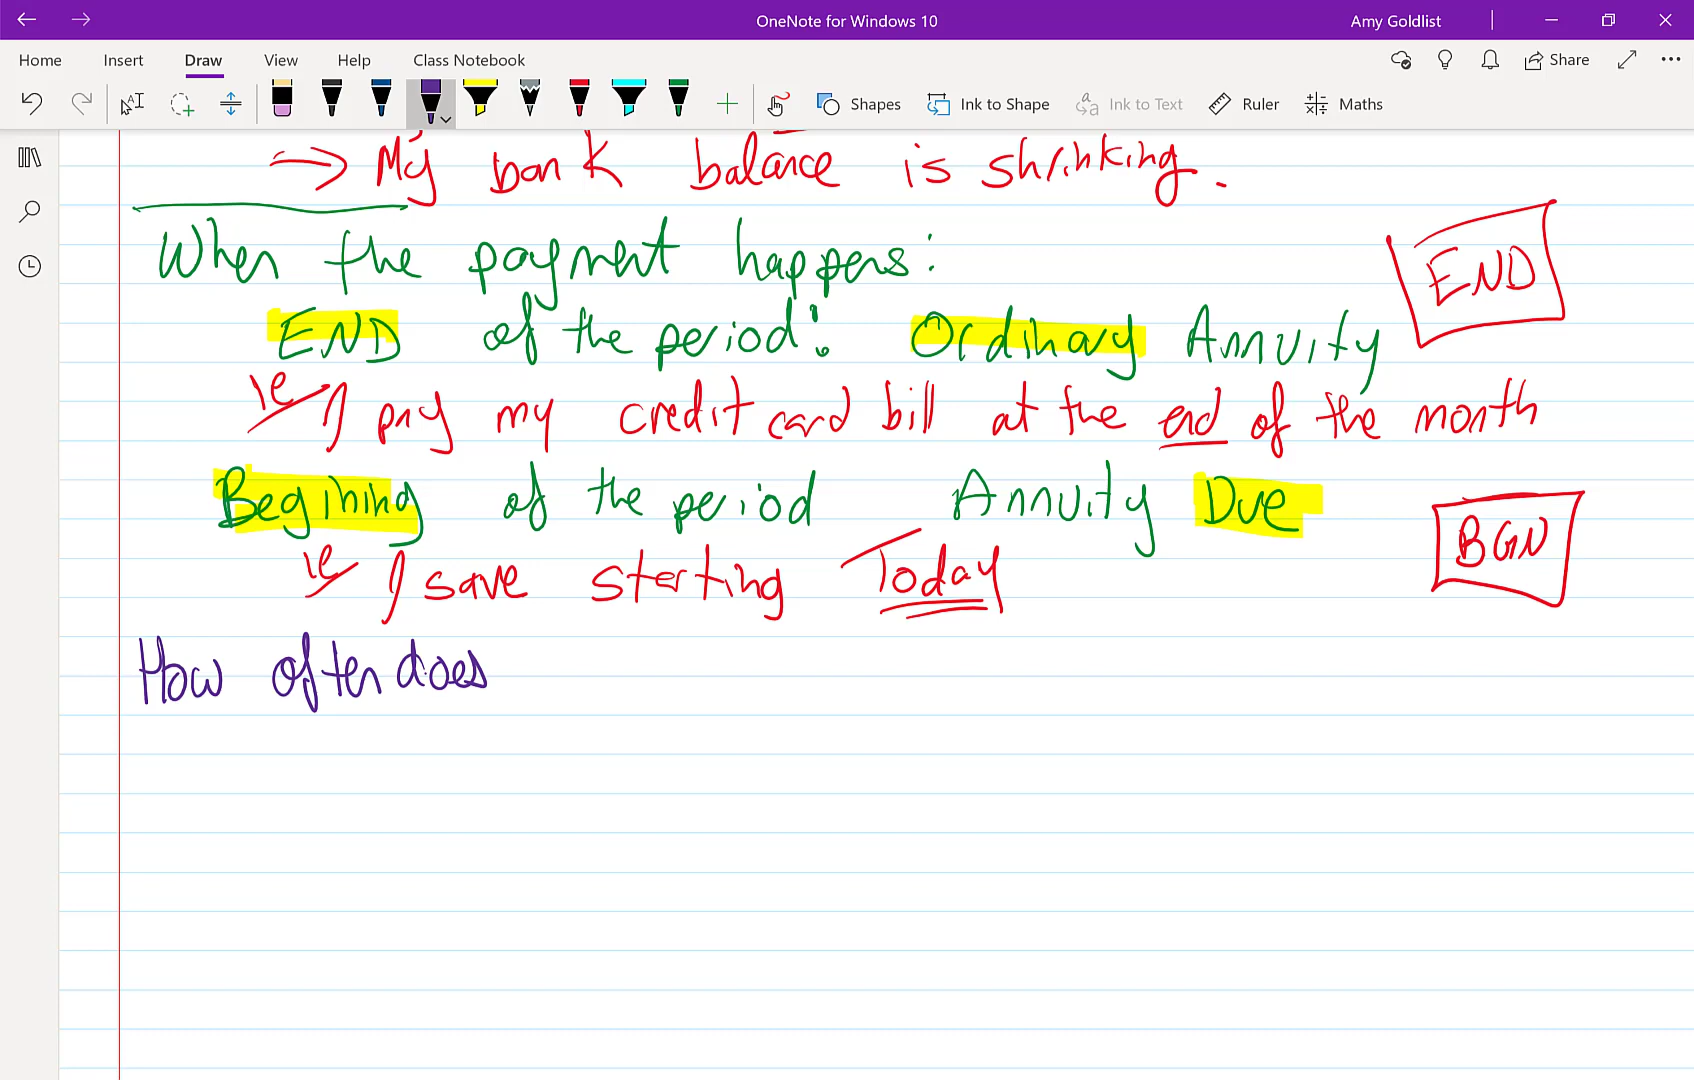 OneNote for Windows 10
Amy Goldlist
Home Insert Draw View Help Class Notebook
Share
Shapes Ink to Shape Ink to Text Ruler Maths
→ My bank balance is shrinking.
When the payment happens:
END
END of the period: Ordinary Annuity
ie I pay my credit card bill at the end of the month
Begining of the period Annuity Due
BGN
ie I save starting Today
How often does